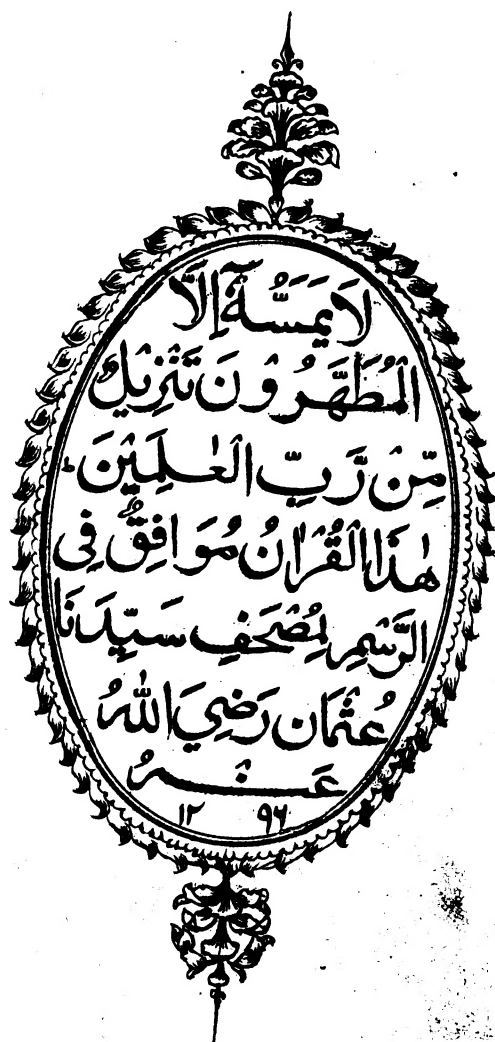 لَا يَمَسُّهٗٓ اِلَّا
الْمُطَهَّرُوْنَ تَنْزِيْلٌ
مِّنْ رَّبِّ الْعٰلَمِيْنَ
هٰذَا الْقُرْاٰنُ مُوَافِقٌ فِي
الرَّسْمِ لِمُصْحَفِ سَيِّدِنَا
عُثْمَان رَضِيَ اللّٰهُ
عَنْهُ
١٢٩٦